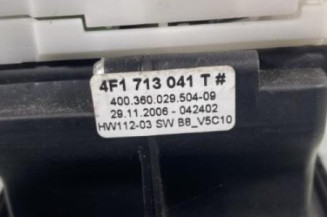 4F1 713 041 T #
400.360.029.504-09
29.11.2006 - 042402
HW112-03 SW B8_V5C10